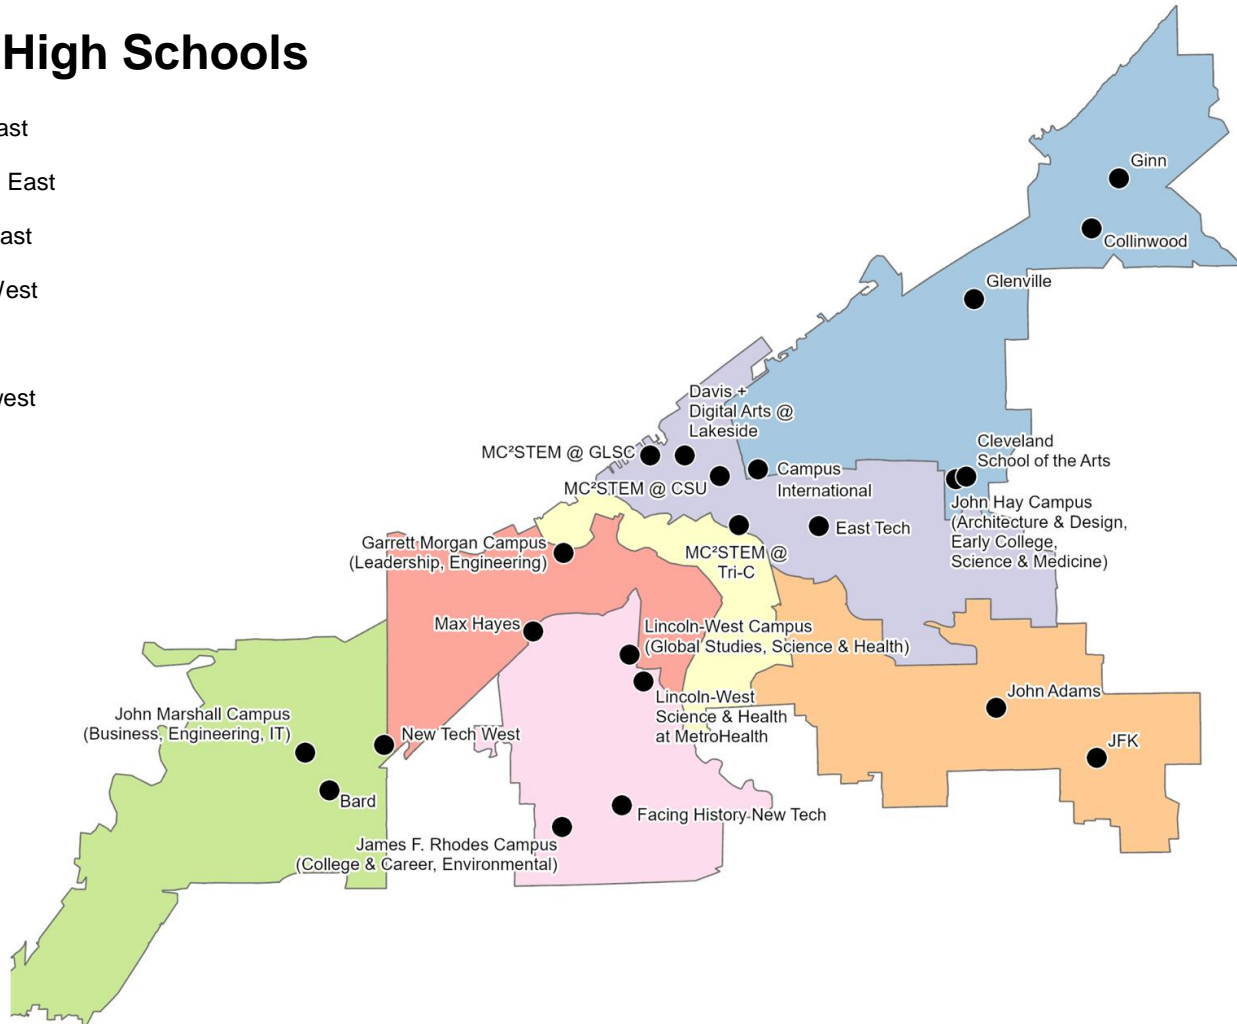 High Schools
ast
East
ast
West
west
Ginn
Collinwood
Glenville
Davis +
Digital Arts @
Lakeside
MC²STEM @ GLSC
MC²STEM @ CSU
Campus
International
Cleveland
School of the Arts
John Hay Campus
(Architecture & Design,
Early College,
Science & Medicine)
East Tech
MC²STEM @
Tri-C
Garrett Morgan Campus
(Leadership, Engineering)
Max Hayes
Lincoln-West Campus
(Global Studies, Science & Health)
Lincoln-West
Science & Health
at MetroHealth
John Adams
JFK
John Marshall Campus
(Business, Engineering, IT)
New Tech West
Bard
Facing History New Tech
James F. Rhodes Campus
(College & Career, Environmental)